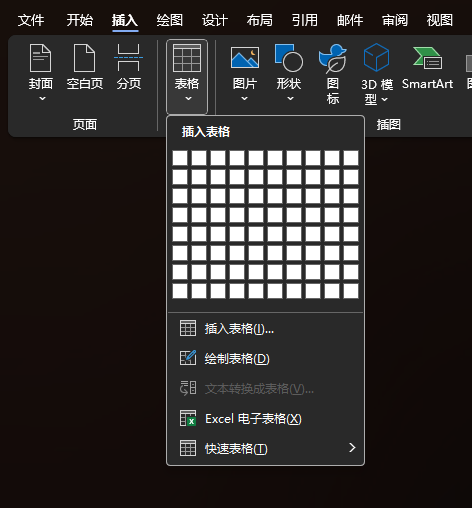 文件 开始 插入 绘图 设计 布局 引用 邮件 审阅 视图
封面 空白页 分页 表格 图片 形状 图标 3D 模型 SmartArt
页面 插图
插入表格
插入表格(I)...
绘制表格(D)
文本转换成表格(V)...
Excel 电子表格(X)
快速表格(T)